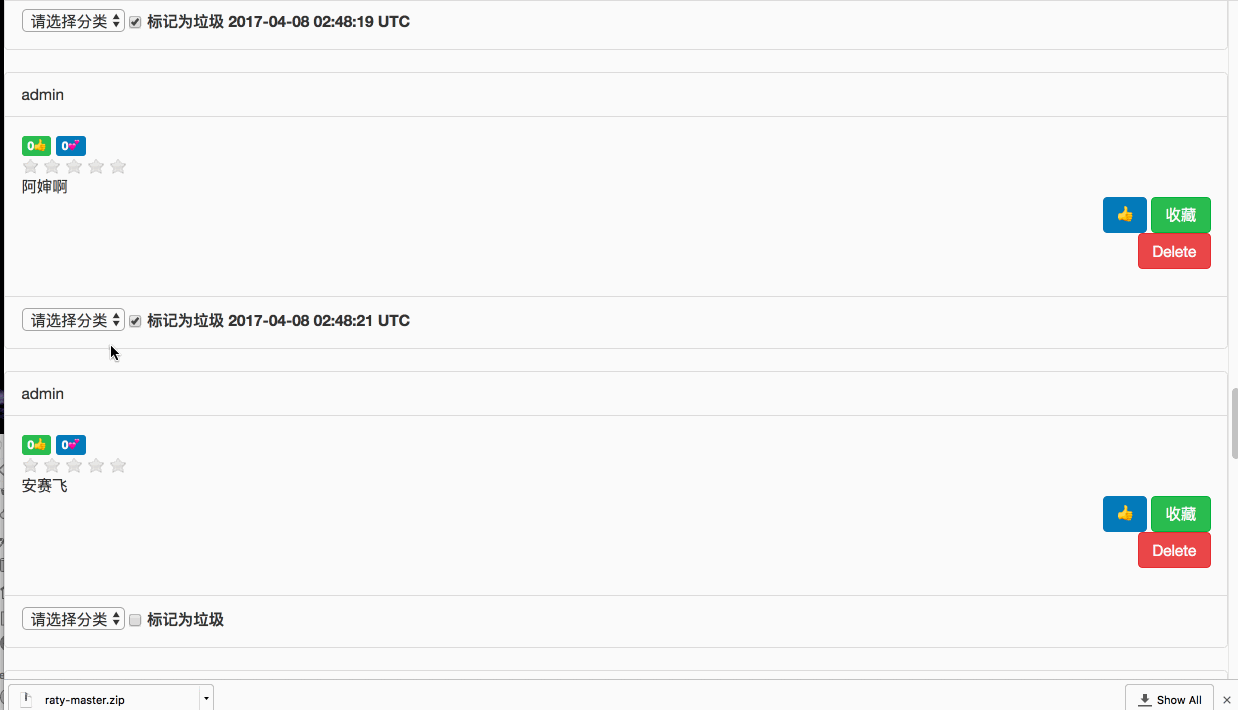 请选择分类 标记为垃圾 2017-04-08 02:48:19 UTC
admin
0👍 0💕
阿婶啊
👍 收藏
Delete
请选择分类 标记为垃圾 2017-04-08 02:48:21 UTC
admin
0👍 0💕
安赛飞
👍 收藏
Delete
请选择分类 标记为垃圾
raty-master.zip Show All